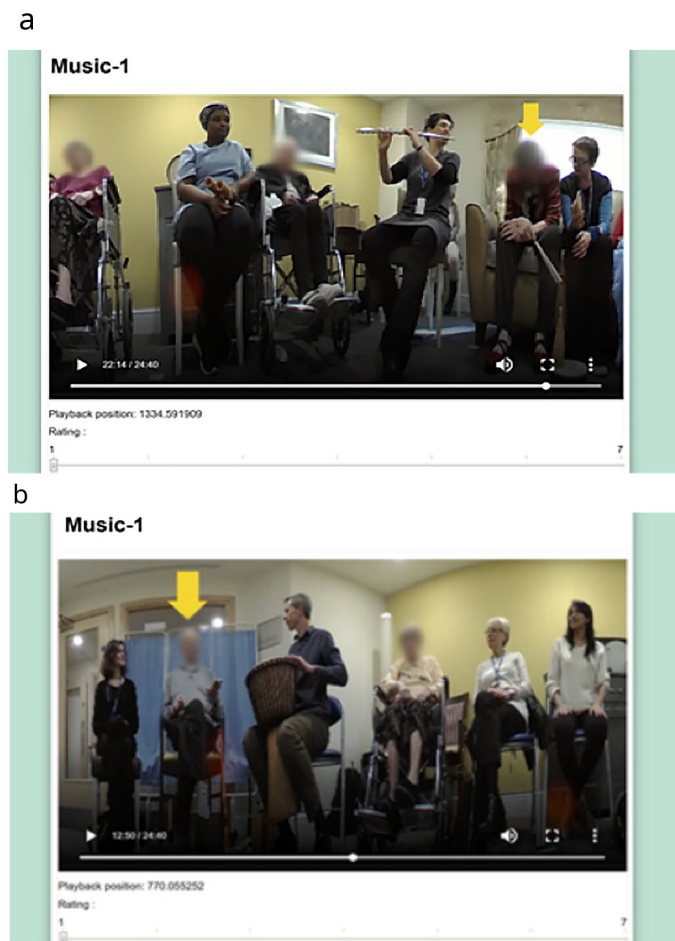 a
Music-1
22:14 / 24:40
Playback position: 1334.591909
Rating :
1 7
b
Music-1
12:50 / 24:40
Playback position: 770.055252
Rating :
1 7